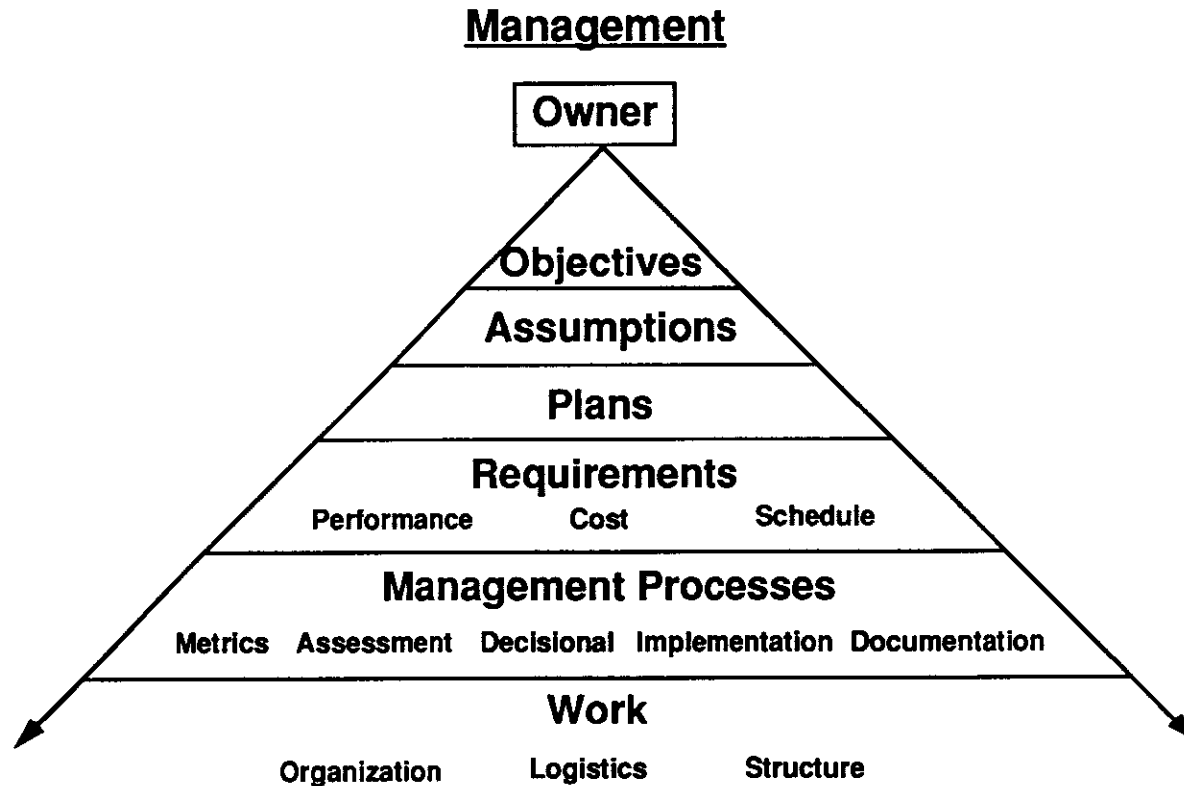 Management
Owner
Objectives
Assumptions
Plans
Requirements
Performance Cost Schedule
Management Processes
Metrics Assessment Decisional Implementation Documentation
Work
Organization Logistics Structure